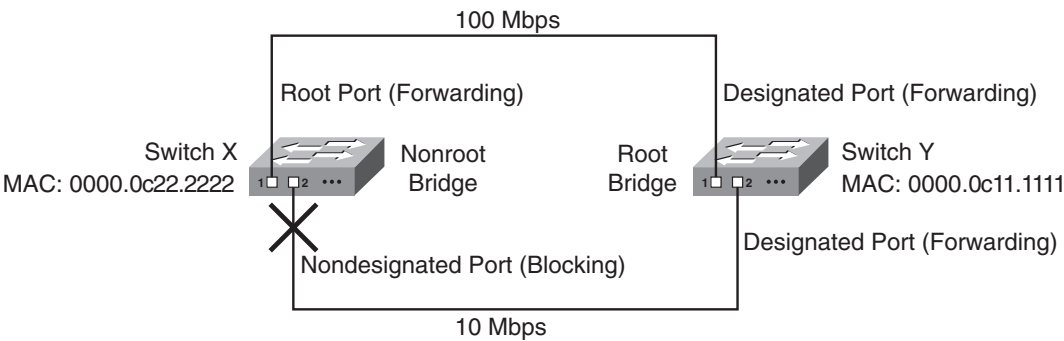 100 Mbps
Root Port (Forwarding)
Designated Port (Forwarding)
Switch X
MAC: 0000.0c22.2222
1 2 •••
Nonroot
Bridge
Root
Bridge
1 2 •••
Switch Y
MAC: 0000.0c11.1111
Nondesignated Port (Blocking)
Designated Port (Forwarding)
10 Mbps